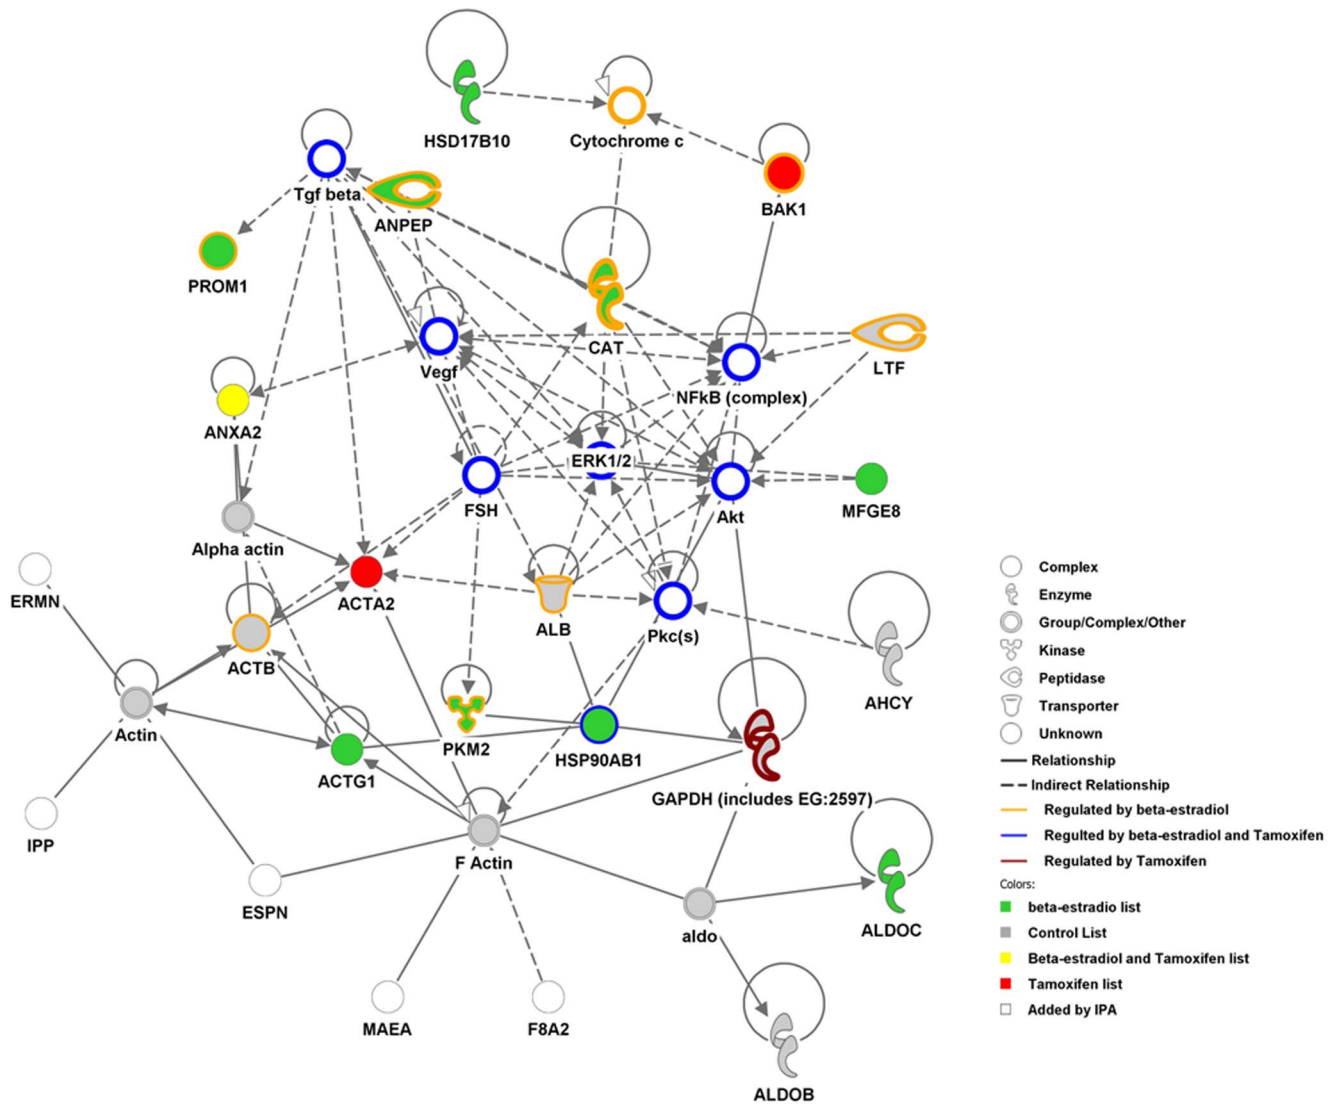 HSD17B10
Cytochrome c
Tgf beta
ANPEP
BAK1
PROM1
CAT
LTF
Vegf
NFkB (complex)
ANXA2
ERK1/2
FSH
Akt
MFGE8
Alpha actin
ERMN
ACTA2
ALB
Pkc(s)
ACTB
AHCY
Actin
PKM2
HSP90AB1
ACTG1
GAPDH (includes EG:2597)
IPP
F Actin
ESPN
aldo
ALDOC
MAEA
F8A2
ALDOB
Complex
Enzyme
Group/Complex/Other
Kinase
Peptidase
Transporter
Unknown
Relationship
Indirect Relationship
Regulated by beta-estradiol
Regulted by beta-estradiol and Tamoxifen
Regulated by Tamoxifen
Colors:
beta-estradio list
Control List
Beta-estradiol and Tamoxifen list
Tamoxifen list
Added by IPA